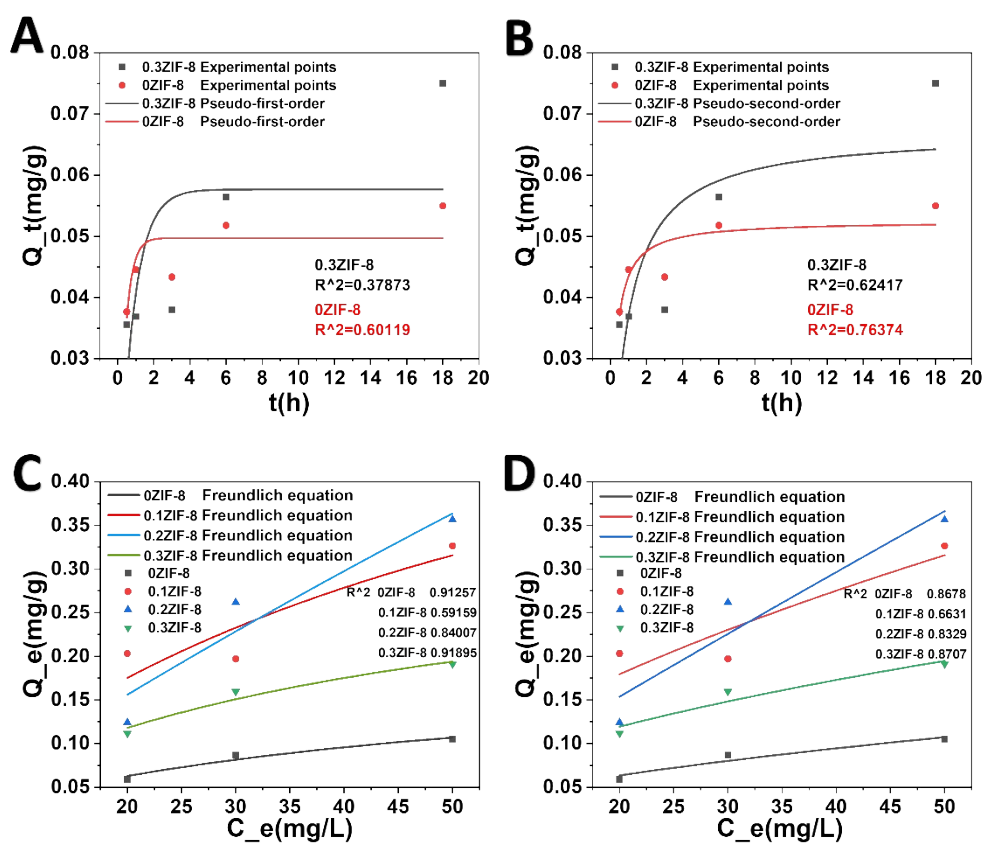 A
0.08
0.07
0.06
0.05
0.04
0.03
Q_t(mg/g)
0.3ZIF-8 Experimental points
0ZIF-8 Experimental points
0.3ZIF-8 Pseudo-first-order
0ZIF-8 Pseudo-first-order
0.3ZIF-8
R^2=0.37873
0ZIF-8
R^2=0.60119
0 2 4 6 8 10 12 14 16 18 20
t(h)
B
0.08
0.07
0.06
0.05
0.04
0.03
Q_t(mg/g)
0.3ZIF-8 Experimental points
0ZIF-8 Experimental points
0.3ZIF-8 Pseudo-second-order
0ZIF-8 Pseudo-second-order
0.3ZIF-8
R^2=0.62417
0ZIF-8
R^2=0.76374
0 2 4 6 8 10 12 14 16 18 20
t(h)
C
0.40
0.35
0.30
0.25
0.20
0.15
0.10
0.05
Q_e(mg/g)
0ZIF-8 Freundlich equation
0.1ZIF-8 Freundlich equation
0.2ZIF-8 Freundlich equation
0.3ZIF-8 Freundlich equation
0ZIF-8
0.1ZIF-8
0.2ZIF-8
0.3ZIF-8
R^2 0ZIF-8 0.91257
0.1ZIF-8 0.59159
0.2ZIF-8 0.84007
0.3ZIF-8 0.91895
20 25 30 35 40 45 50
C_e(mg/L)
D
0.40
0.35
0.30
0.25
0.20
0.15
0.10
0.05
Q_e(mg/g)
0ZIF-8 Freundlich equation
0.1ZIF-8 Freundlich equation
0.2ZIF-8 Freundlich equation
0.3ZIF-8 Freundlich equation
0ZIF-8
0.1ZIF-8
0.2ZIF-8
0.3ZIF-8
R^2 0ZIF-8 0.8678
0.1ZIF-8 0.6631
0.2ZIF-8 0.8329
0.3ZIF-8 0.8707
20 25 30 35 40 45 50
C_e(mg/L)